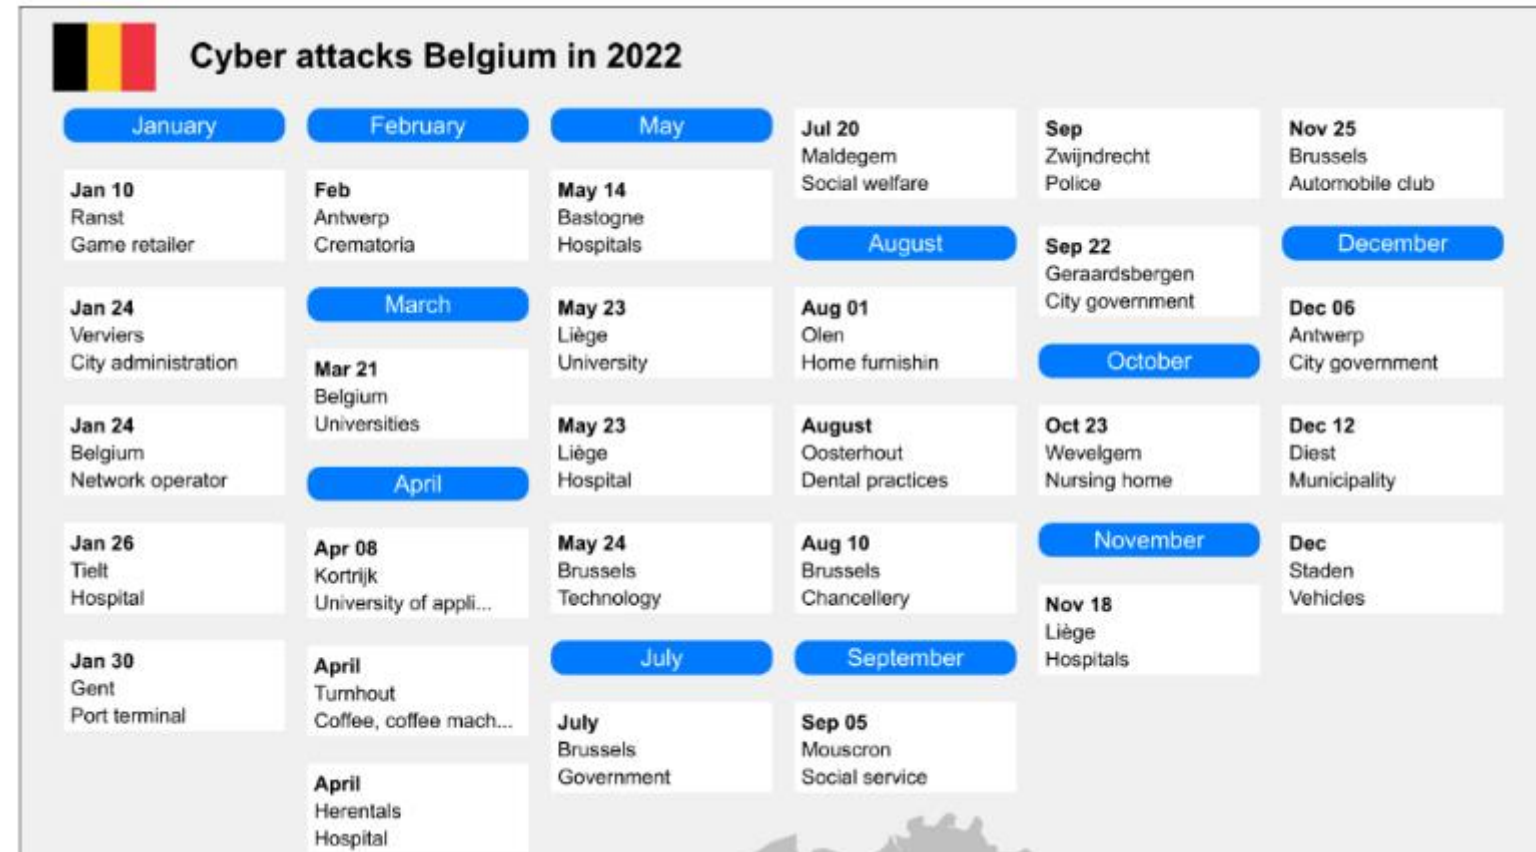 Cyber attacks Belgium in 2022
January
Jan 10
Ranst
Game retailer
Jan 24
Verviers
City administration
Jan 24
Belgium
Network operator
Jan 26
Tielt
Hospital
Jan 30
Gent
Port terminal
February
Feb
Antwerp
Crematoria
March
Mar 21
Belgium
Universities
April
Apr 08
Kortrijk
University of appli...
April
Turnhout
Coffee, coffee mach...
April
Herentals
Hospital
May
May 14
Bastogne
Hospitals
May 23
Liège
University
May 23
Liège
Hospital
May 24
Brussels
Technology
July
July
Brussels
Government
Jul 20
Maldegem
Social welfare
August
Aug 01
Olen
Home furnishin
August
Oosterhout
Dental practices
Aug 10
Brussels
Chancellery
September
Sep 05
Mouscron
Social service
Sep
Zwijndrecht
Police
Sep 22
Geraardsbergen
City government
October
Oct 23
Wevelgem
Nursing home
November
Nov 18
Liège
Hospitals
Nov 25
Brussels
Automobile club
December
Dec 06
Antwerp
City government
Dec 12
Diest
Municipality
Dec
Staden
Vehicles